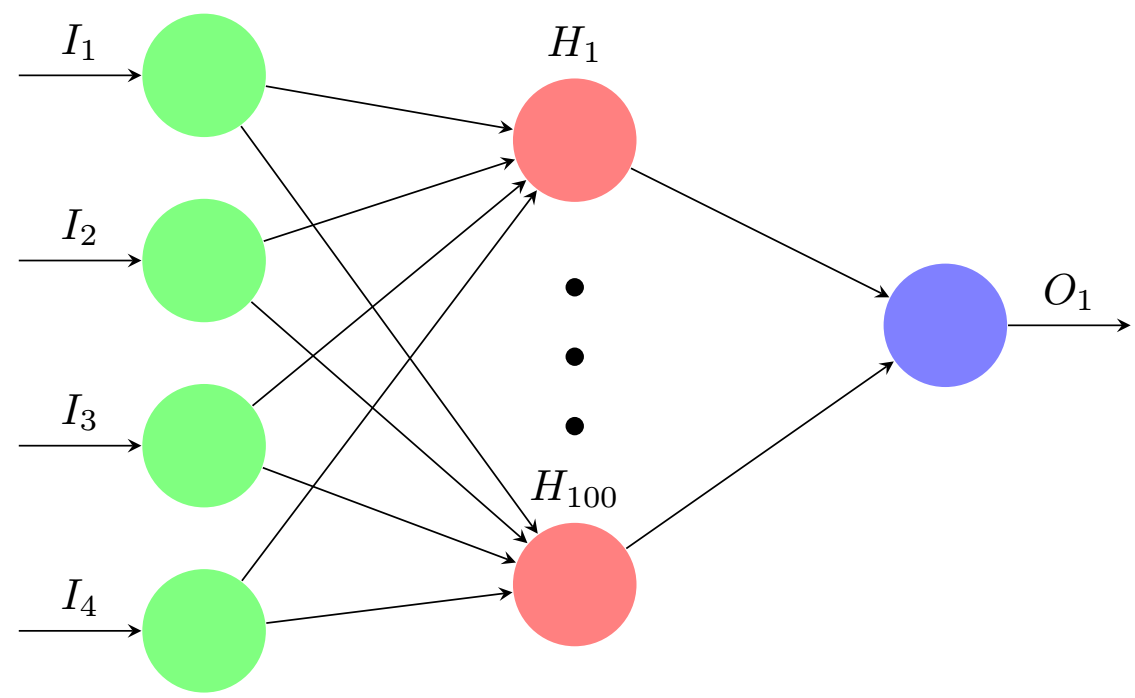 I₁
H₁
I₂
O₁
I₃
H₁₀₀
I₄